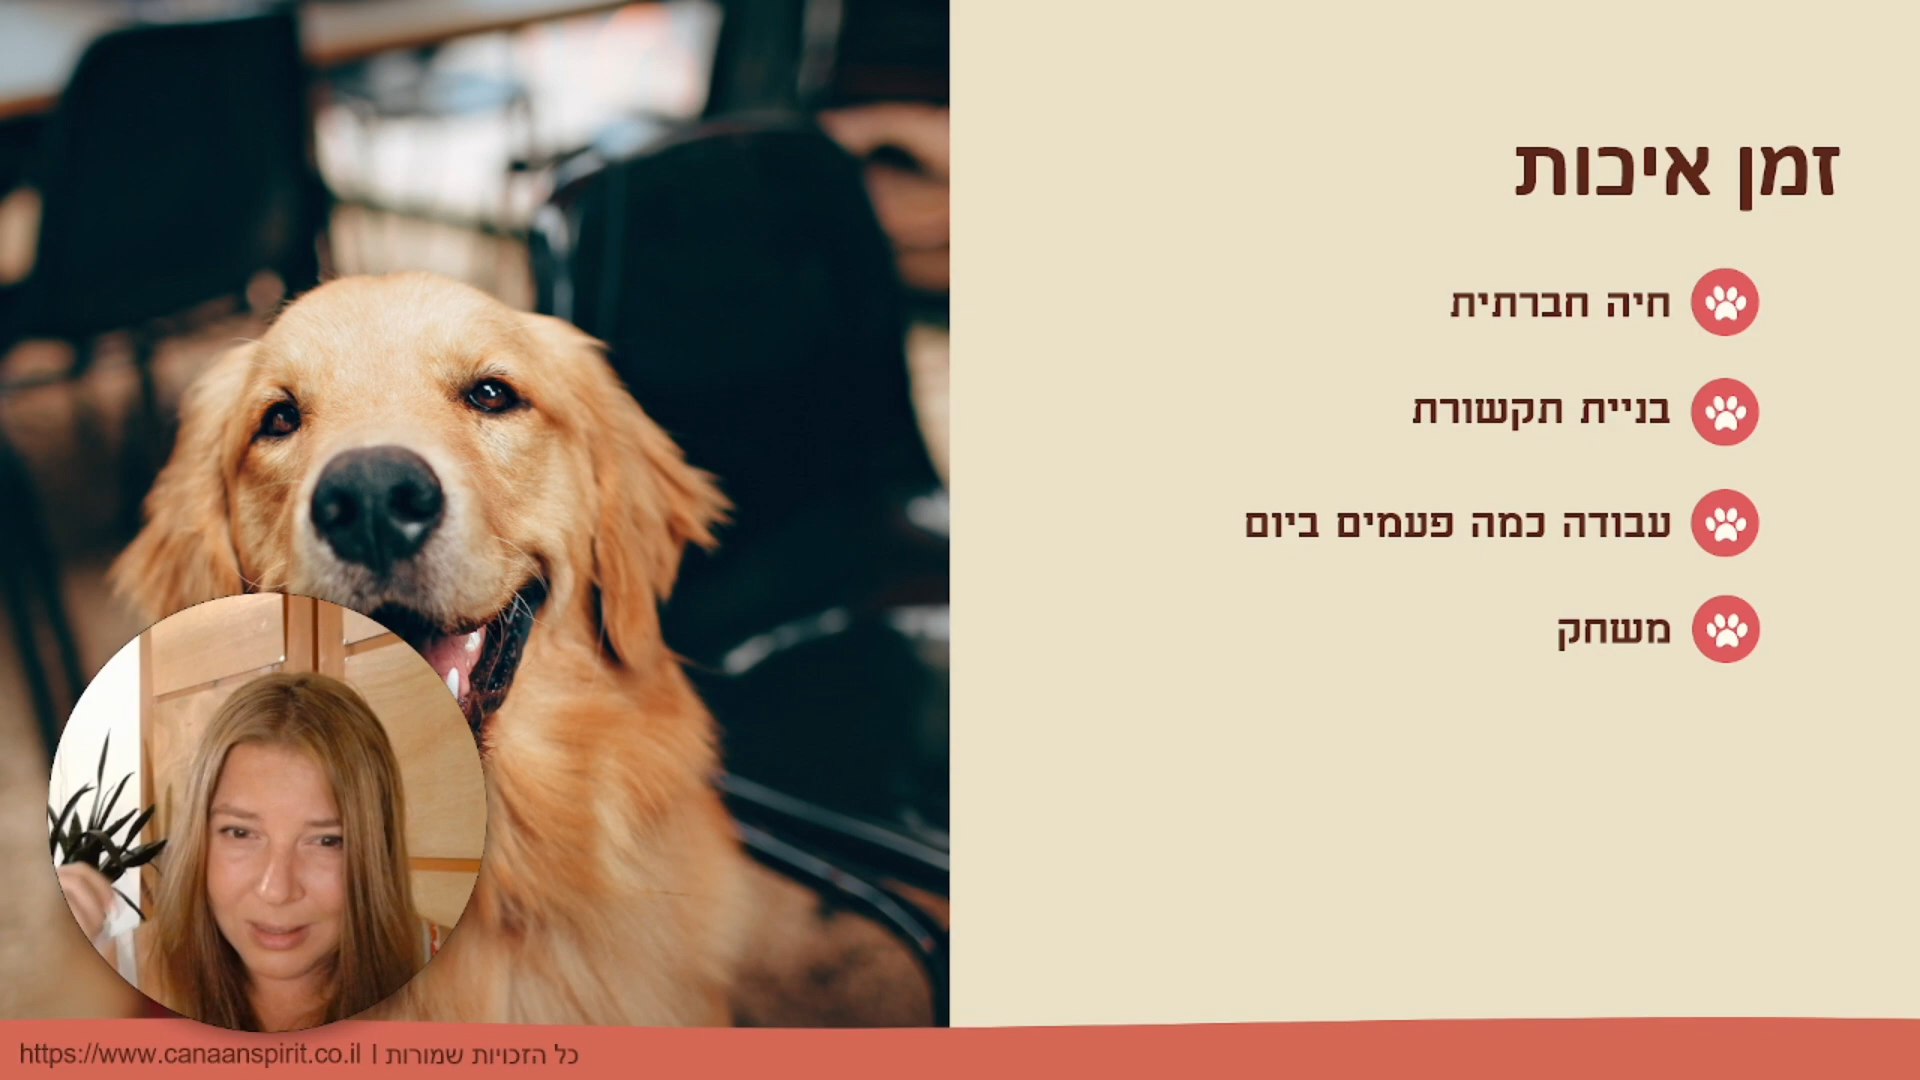 זמן איכות
חיה חברתית
בניית תקשורת
עבודה כמה פעמים ביום
משחק
https://www.canaanspirit.co.il | כל הזכויות שמורות